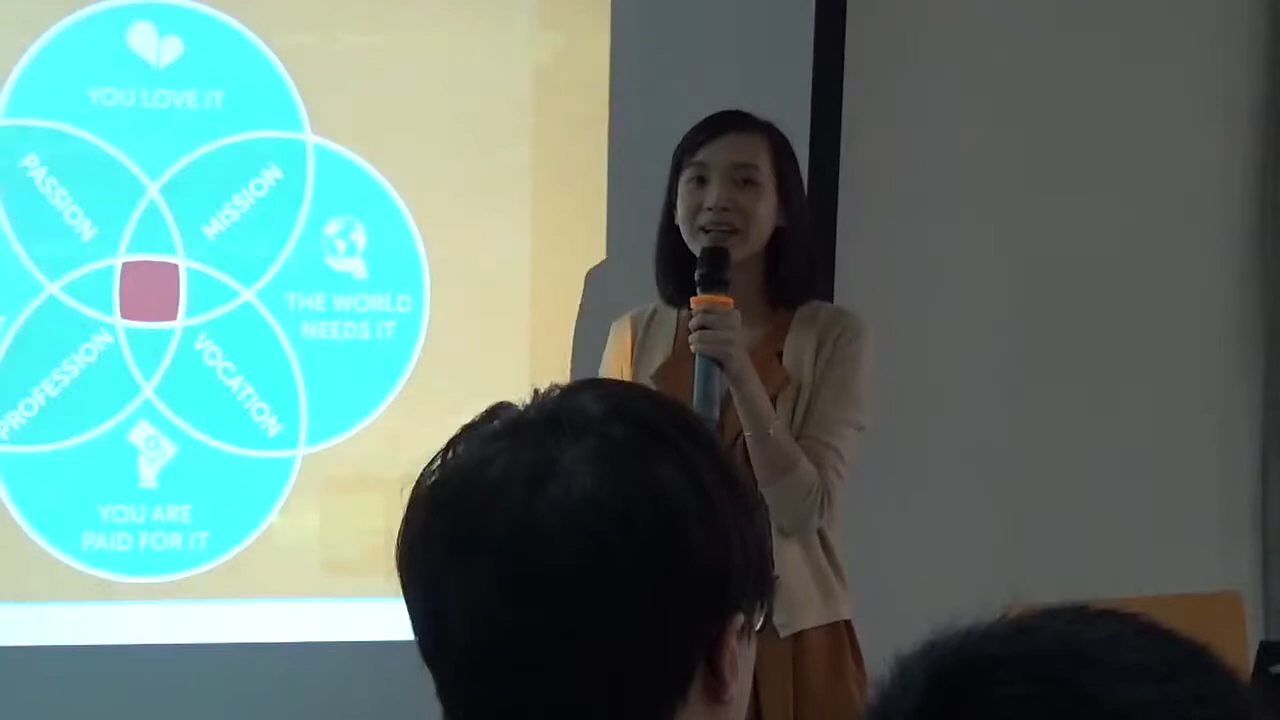 YOU LOVE IT
PASSION
MISSION
THE WORLD
NEEDS IT
PROFESSION
VOCATION
YOU ARE
PAID FOR IT